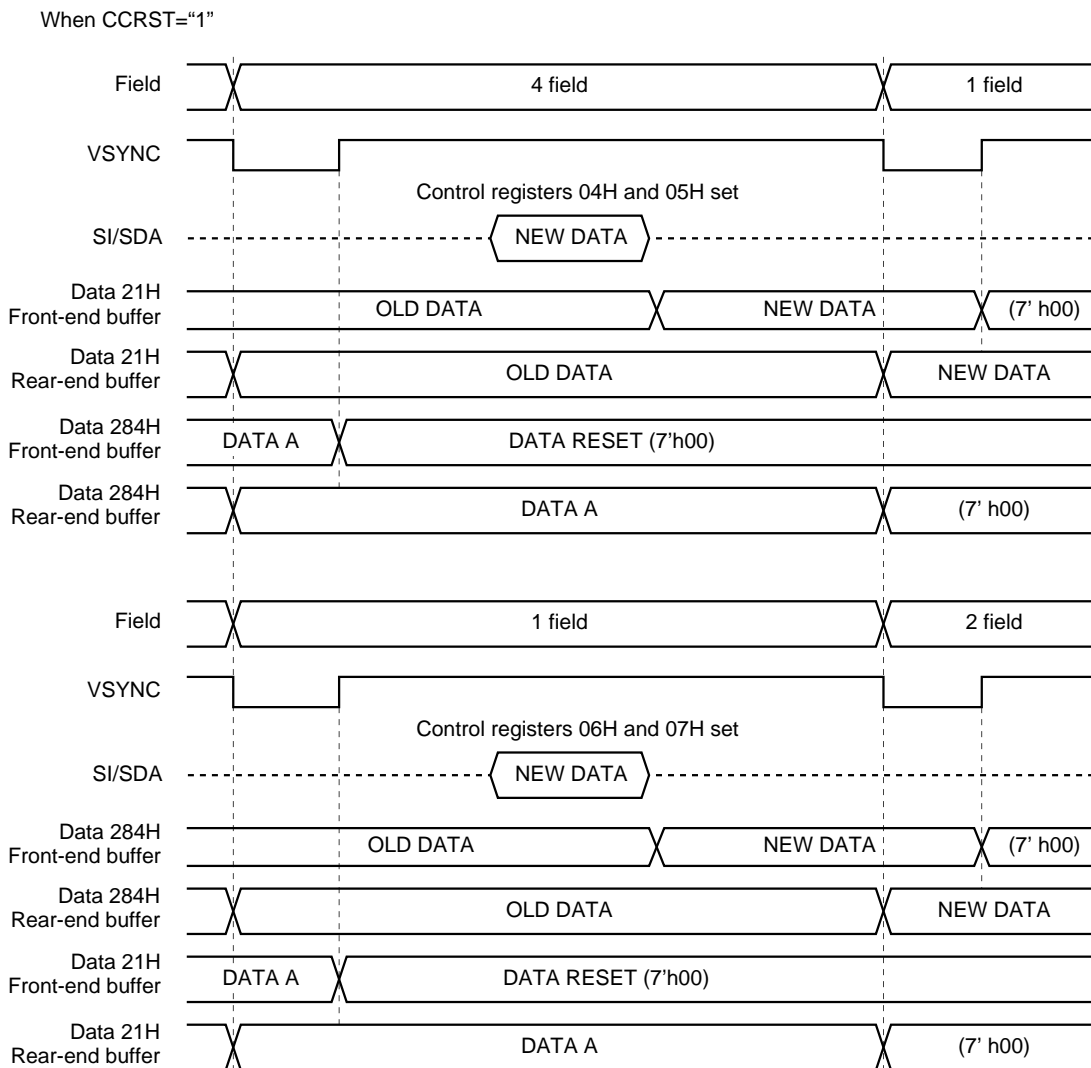 When CCRST=“1”
Field
4 field
1 field
VSYNC
Control registers 04H and 05H set
SI/SDA
NEW DATA
Data 21H
Front-end buffer
OLD DATA
NEW DATA
(7’ h00)
Data 21H
Rear-end buffer
OLD DATA
NEW DATA
Data 284H
Front-end buffer
DATA A
DATA RESET (7’h00)
Data 284H
Rear-end buffer
DATA A
(7’ h00)
Field
1 field
2 field
VSYNC
Control registers 06H and 07H set
SI/SDA
NEW DATA
Data 284H
Front-end buffer
OLD DATA
NEW DATA
(7’ h00)
Data 284H
Rear-end buffer
OLD DATA
NEW DATA
Data 21H
Front-end buffer
DATA A
DATA RESET (7’h00)
Data 21H
Rear-end buffer
DATA A
(7’ h00)